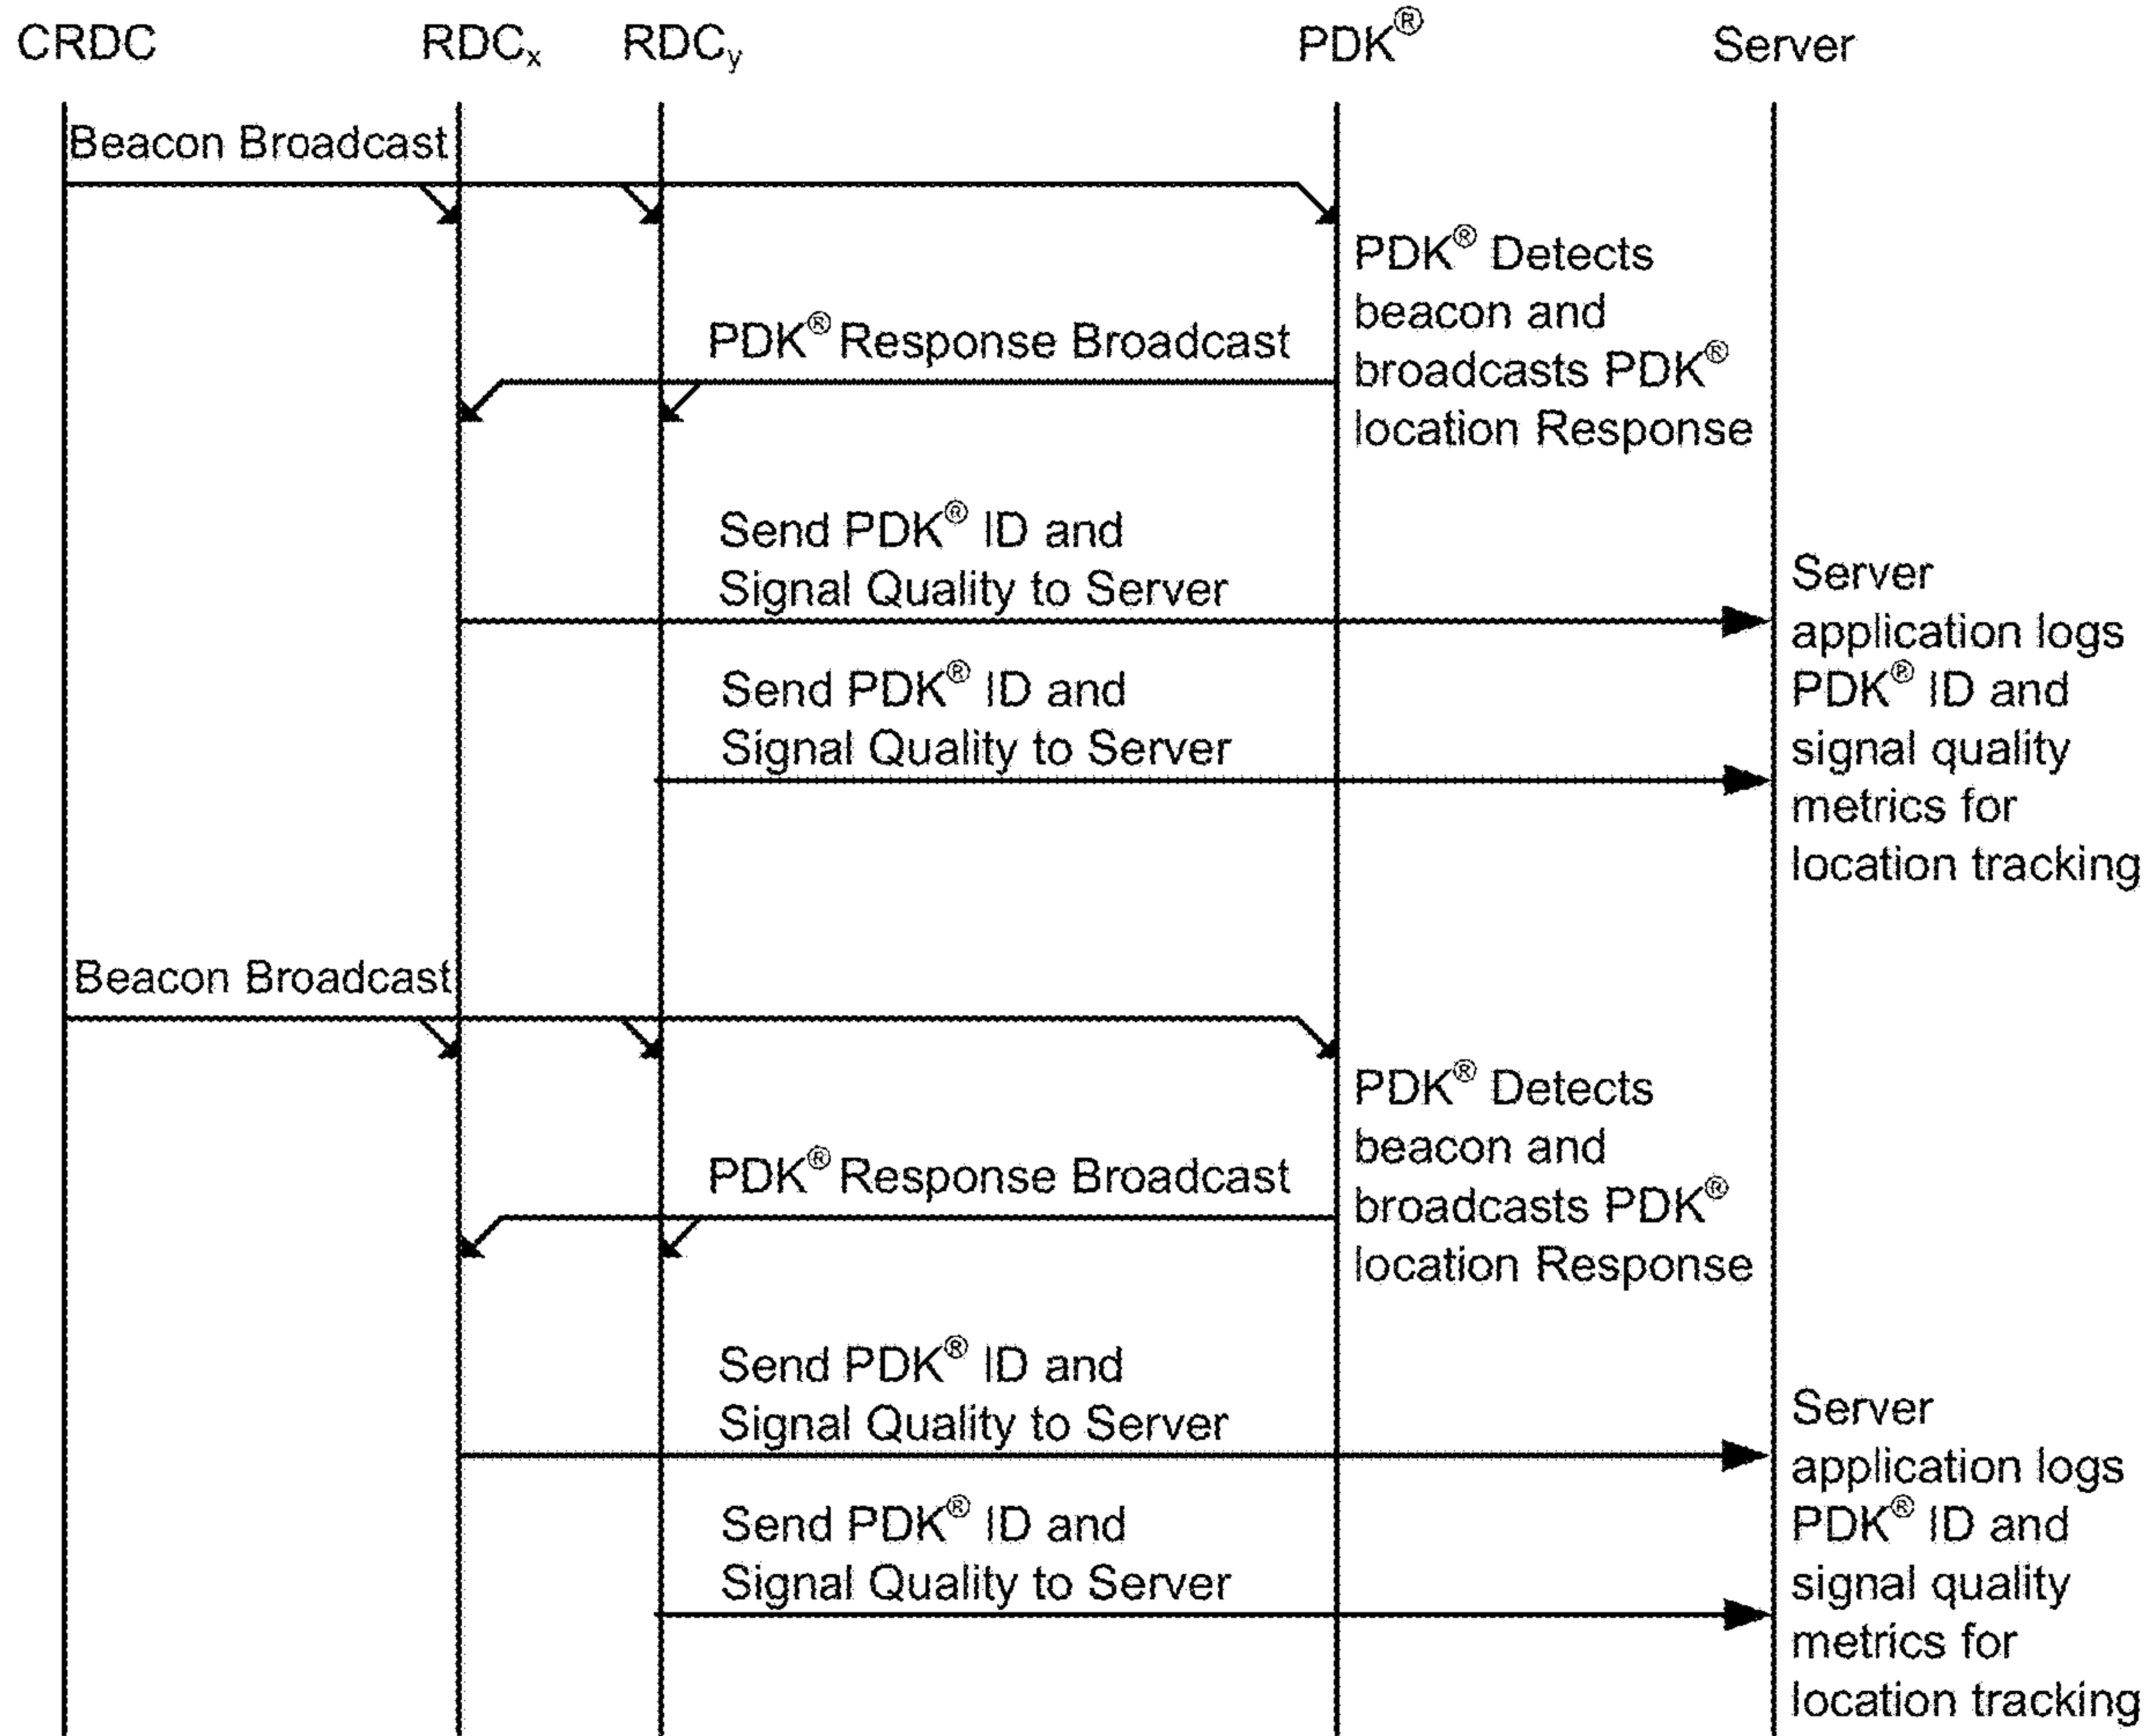 CRDC RDCx RDCy PDK® Server
Beacon Broadcast
PDK® Detects
beacon and
broadcasts PDK®
location Response
PDK® Response Broadcast
Send PDK® ID and
Signal Quality to Server
Send PDK® ID and
Signal Quality to Server
Server
application logs
PDK® ID and
signal quality
metrics for
location tracking
Beacon Broadcast
PDK® Detects
beacon and
broadcasts PDK®
location Response
PDK® Response Broadcast
Send PDK® ID and
Signal Quality to Server
Send PDK® ID and
Signal Quality to Server
Server
application logs
PDK® ID and
signal quality
metrics for
location tracking